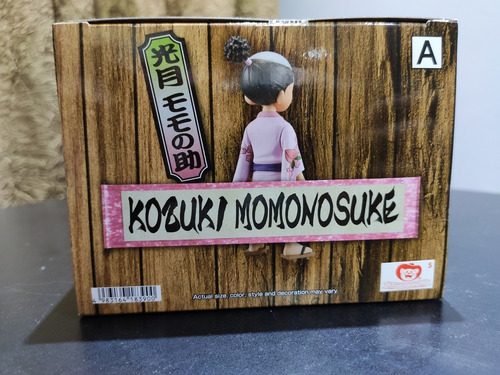 A
光月 モモの助
KOZUKI MOMONOSUKE
S
Actual size, color, style and decoration may vary.